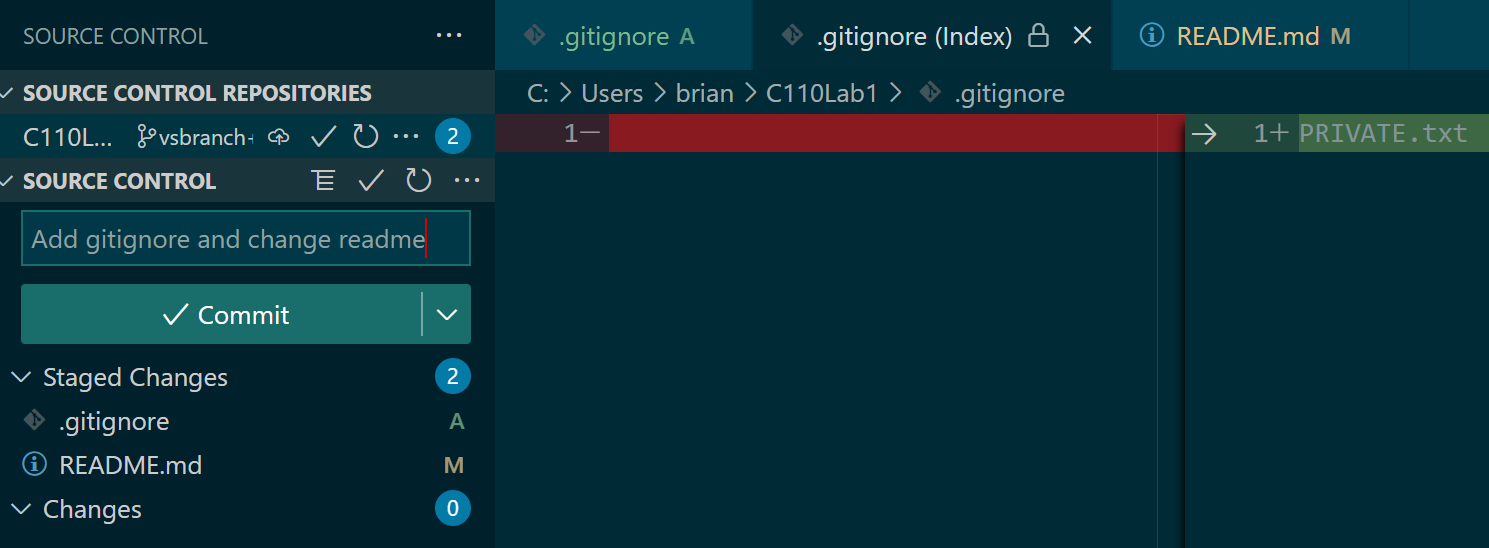 SOURCE CONTROL ...
SOURCE CONTROL REPOSITORIES
C110L... vsbranch+ ... 2
SOURCE CONTROL ...
Add gitignore and change readme
Commit
Staged Changes 2
.gitignore A
README.md M
Changes 0
.gitignore A .gitignore (Index) README.md M
C: > Users > brian > C110Lab1 > .gitignore
1— → 1+ PRIVATE.txt